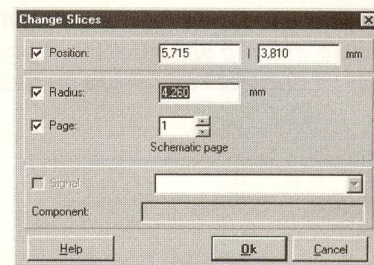 Change Slices
Position: 5,715 | 3,810 mm
Radius: 4,260 mm
Page: 1
Schematic page
Signal
Component:
Help Ok Cancel